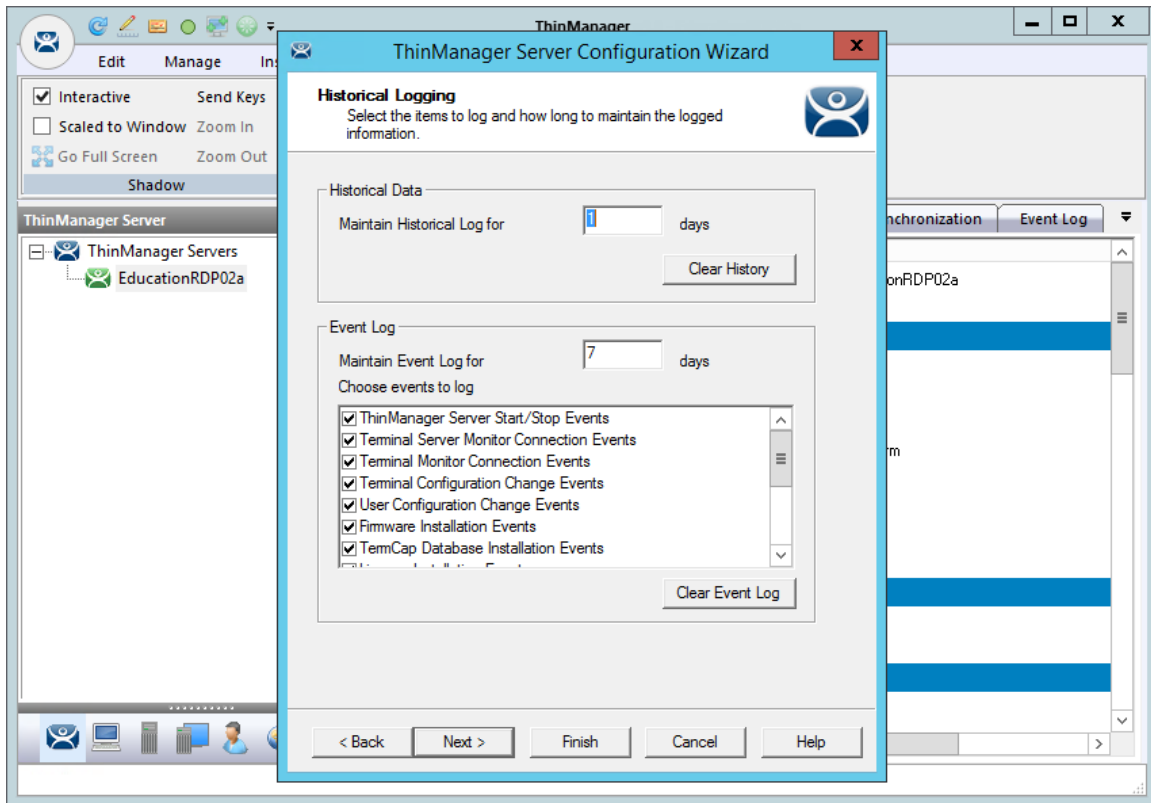 ThinManager
Edit Manage
Interactive Send Keys
Scaled to Window Zoom In
Go Full Screen Zoom Out
Shadow
ThinManager Server
ThinManager Servers
EducationRDP02a
ThinManager Server Configuration Wizard
Historical Logging
Select the items to log and how long to maintain the logged
information.
Historical Data
Maintain Historical Log for 1 days
Clear History
Event Log
Maintain Event Log for 7 days
Choose events to log
ThinManager Server Start/Stop Events
Terminal Server Monitor Connection Events
Terminal Monitor Connection Events
Terminal Configuration Change Events
User Configuration Change Events
Firmware Installation Events
TermCap Database Installation Events
Clear Event Log
< Back Next > Finish Cancel Help
nchronization Event Log
onRDP02a
rm